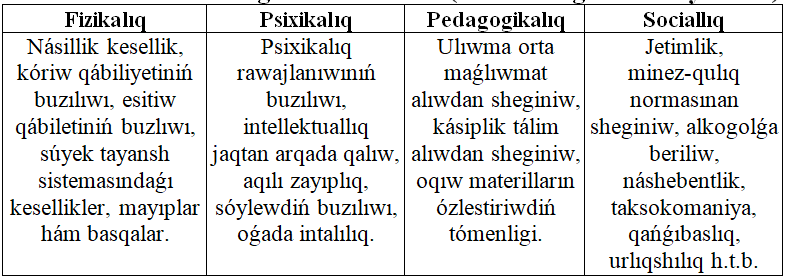 Fizikalıq
Násillik kesellik,
kóriw qábiliyetiniń
buzılıwı, esitiw
qábiletiniń buzlıwı,
súyek tayansh
sistemasındaǵı
kesellikler, mayıplar
hám basqalar.
Psixikalıq
Psixikalıq
rawajlanıwınıń
buzılıwı,
intellektuallıq
jaqtan arqada qalıw,
aqılı zayıplıq,
sóylewdiń buzılıwı,
oǵada intalılıq.
Pedagogikalıq
Ulıwma orta
maǵlıwmat
alıwdan sheginiw,
kásiplik tálim
alıwdan sheginiw,
oqıw materilların
ózlestiriwdiń
tómenligi.
Sociallıq
Jetimlik,
minez-qulıq
normasınan
sheginiw, alkogolǵa
beriliw,
náshebentlik,
taksokomaniya,
qańǵıbaslıq,
urlıqshılıq h.t.b.